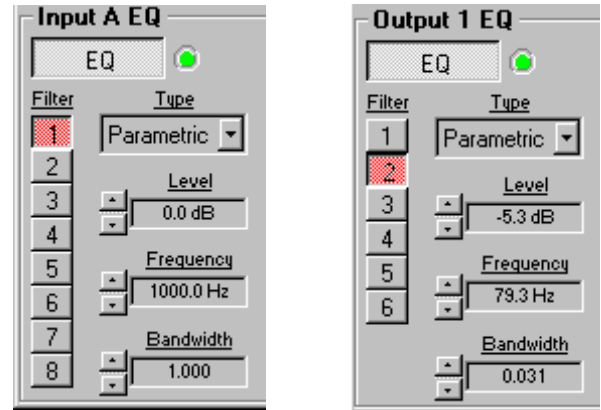 Input A EQ
EQ
Filter
Type
1
Parametric
2
Level
3
0.0 dB
4
Frequency
5
1000.0 Hz
6
7
Bandwidth
8
1.000
Output 1 EQ
EQ
Filter
Type
1
Parametric
2
Level
3
-5.3 dB
4
Frequency
5
79.3 Hz
6
Bandwidth
0.031